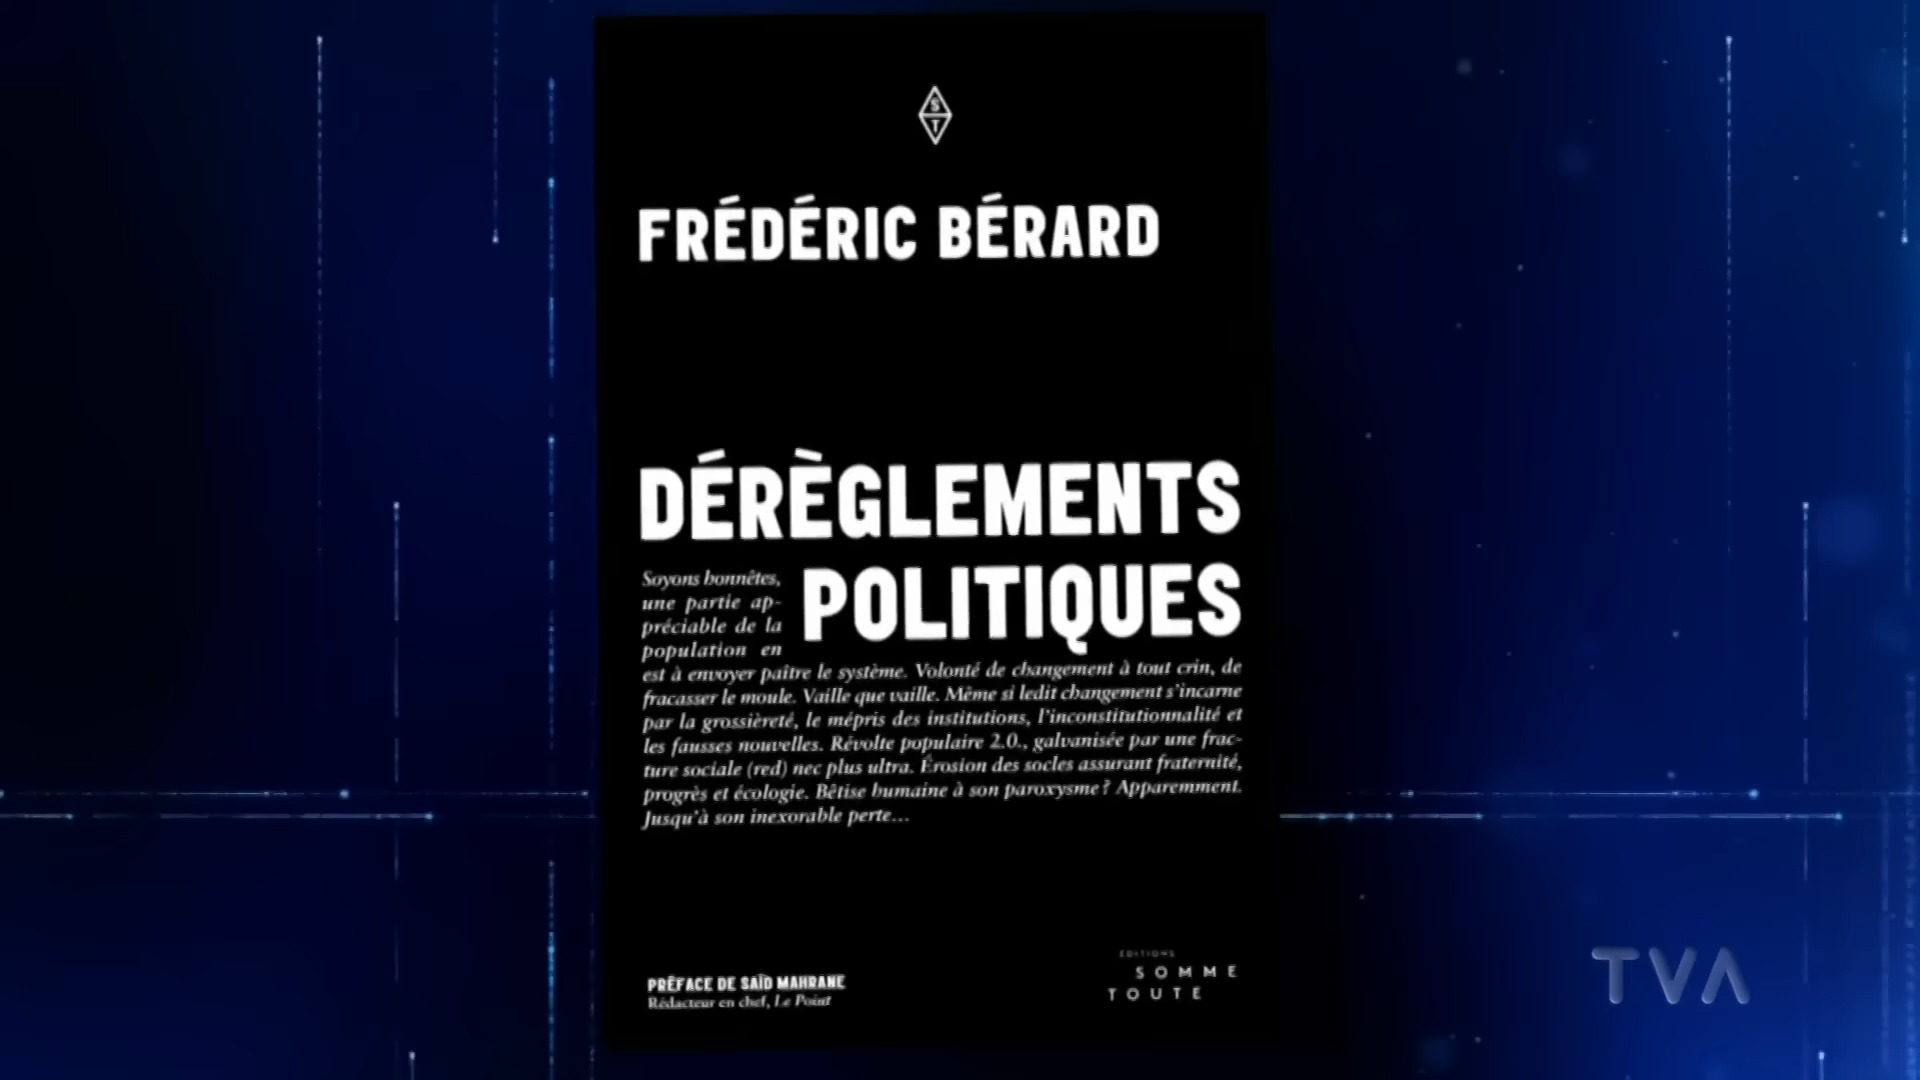 S
T
FRÉDÉRIC BÉRARD
DÉRÈGLEMENTS
POLITIQUES
Soyons honnêtes,
une partie ap-
préciable de la
population en
est à envoyer paître le système. Volonté de changement à tout crin, de
fracasser le moule. Vaille que vaille. Même si ledit changement s'incarne
par la grossièreté, le mépris des institutions, l'inconstitutionnalité et
les fausses nouvelles. Révolte populaire 2.0., galvanisée par une frac-
ture sociale (red) nec plus ultra. Érosion des socles assurant fraternité,
progrès et écologie. Bêtise humaine à son paroxysme? Apparemment.
Jusqu'à son inexorable perte...
PRÉFACE DE SAÏD MAHRANE
Rédacteur en chef, Le Point
EDITIONS
SOMME
TOUTE
TVA